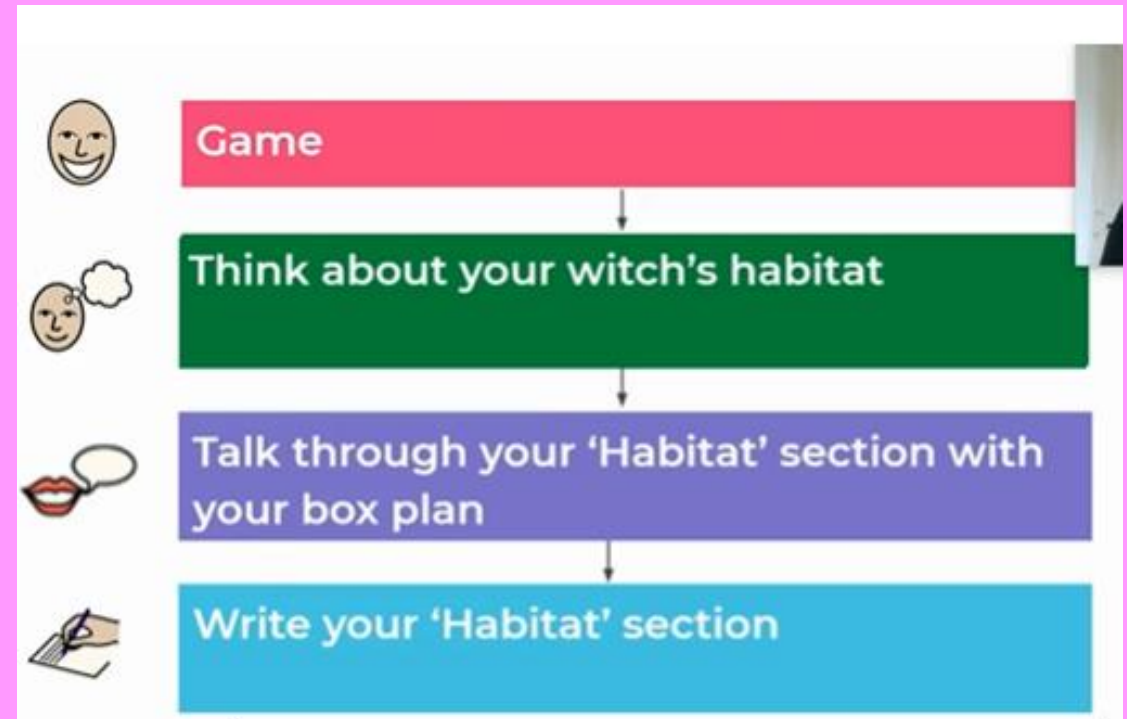 Game
Think about your witch’s habitat
Talk through your ‘Habitat’ section with
your box plan
Write your ‘Habitat’ section